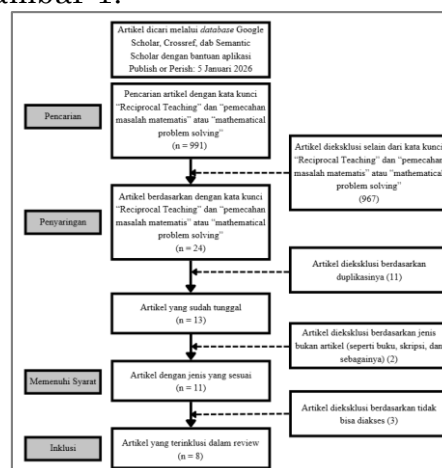 Artikel dicari melalui database Google
Scholar, Crossref, dab Semantic
Scholar dengan bantuan aplikasi
Publish or Perish: 5 Januari 2026
Pencarian
Pencarian artikel dengan kata kunci
“Reciprocal Teaching” dan “pemecahan
masalah matematis” atau “mathematical
problem solving”
(n = 991)
Artikel dieksklusi selain dari kata kunci
“Reciprocal Teaching” dan “pemecahan
masalah matematis” atau “mathematical
problem solving”
(967)
Penyaringan
Artikel berdasarkan dengan kata kunci
“Reciprocal Teaching” dan “pemecahan
masalah matematis” atau “mathematical
problem solving”
(n = 24)
Artikel dieksklusi berdasarkan
duplikasinya (11)
Artikel yang sudah tunggal
(n = 13)
Artikel dieksklusi berdasarkan jenis
bukan artikel (seperti buku, skripsi, dan
sebagainya) (2)
Memenuhi Syarat
Artikel dengan jenis yang sesuai
(n = 11)
Artikel dieksklusi berdasarkan tidak
bisa diakses (3)
Inklusi
Artikel yang terinklusi dalam review
(n = 8)